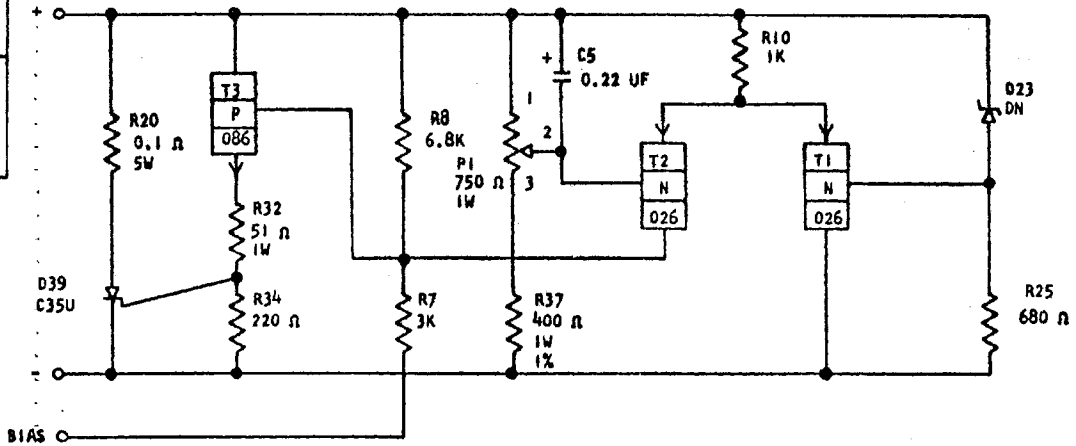 +
R20
0.1 Ω
5W
T3
P
086
R32
51 Ω
1W
D39
C35U
R34
220 Ω
R8
6.8K
R7
3K
P1
750 Ω
1W
1
2
3
R37
400 Ω
1W
1%
+
C5
0.22 UF
R10
1K
T2
N
026
T1
N
026
D23
DN
R25
680 Ω
-
BIAS